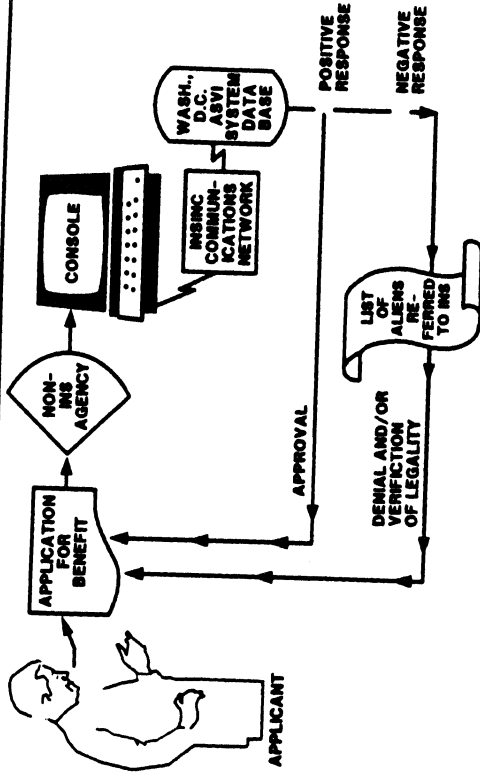 APPLICANT
APPLICATION
FOR
BENEFIT
NON-
INS
AGENCY
CONSOLE
INSINC
COMMUN-
ICATIONS
NETWORK
WASH.,
D.C.
ASVI
SYSTEM
DATA
BASE
POSITIVE
RESPONSE
NEGATIVE
RESPONSE
APPROVAL
LIST
OF
ALIENS
RE-
FERRED
TO INS
DENIAL AND/OR
VERIFICTION
OF LEGALITY